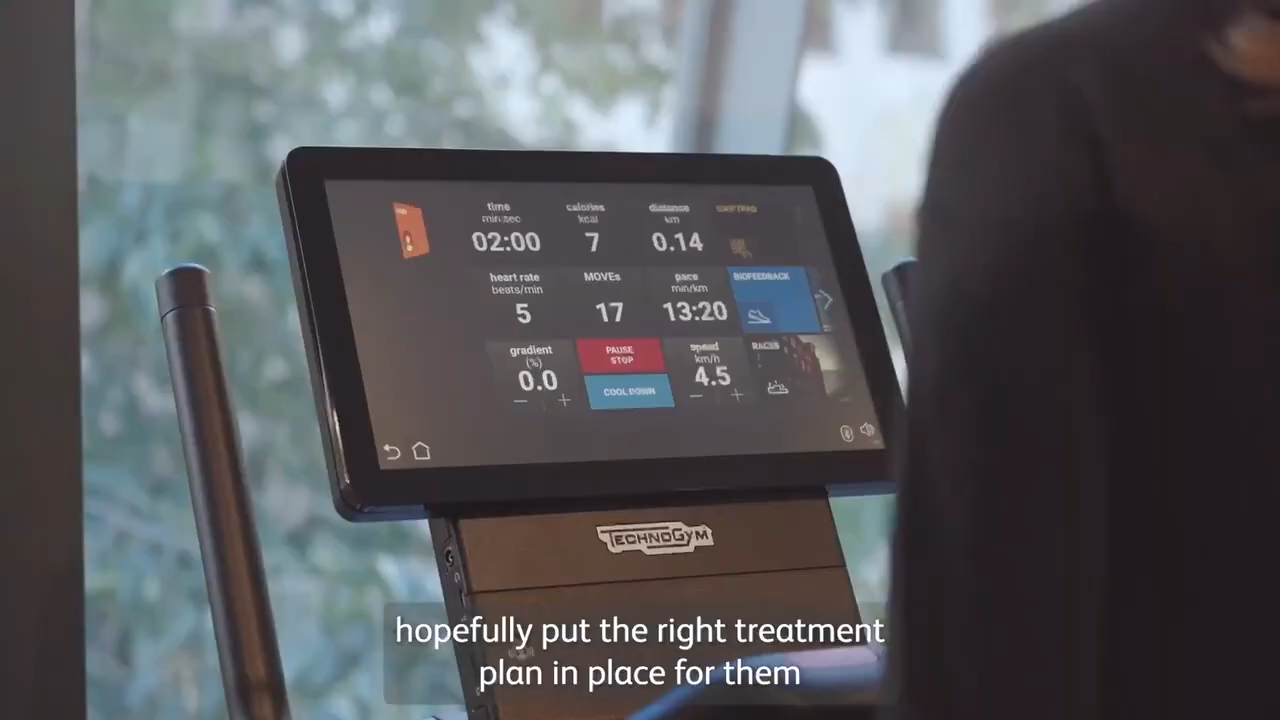 time
min:sec
02:00
calories
kcal
7
distance
km
0.14
heart rate
beats/min
5
MOVEs
17
pace
min/km
13:20
BIOFEEDBACK
gradient
(%)
0.0
− +
PAUSE
STOP
COOL DOWN
speed
km/h
4.5
− +
RACES
TECHNOGYM
hopefully put the right treatment
plan in place for them